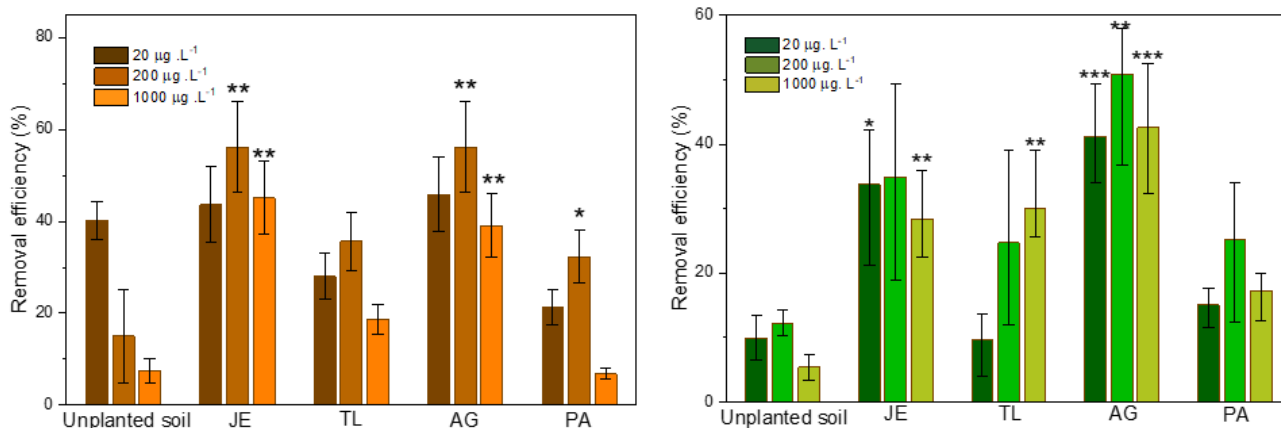 80
60
40
20
0
Removal efficiency (%)
20 µg .L⁻¹
200 µg .L⁻¹
1000 µg .L⁻¹
** ** ** ** *
Unplanted soil JE TL AG PA
60
40
20
0
Removal efficiency (%)
20 µg. L⁻¹
200 µg. L⁻¹
1000 µg. L⁻¹
* ** ** *** ** ***
Unplanted soil JE TL AG PA